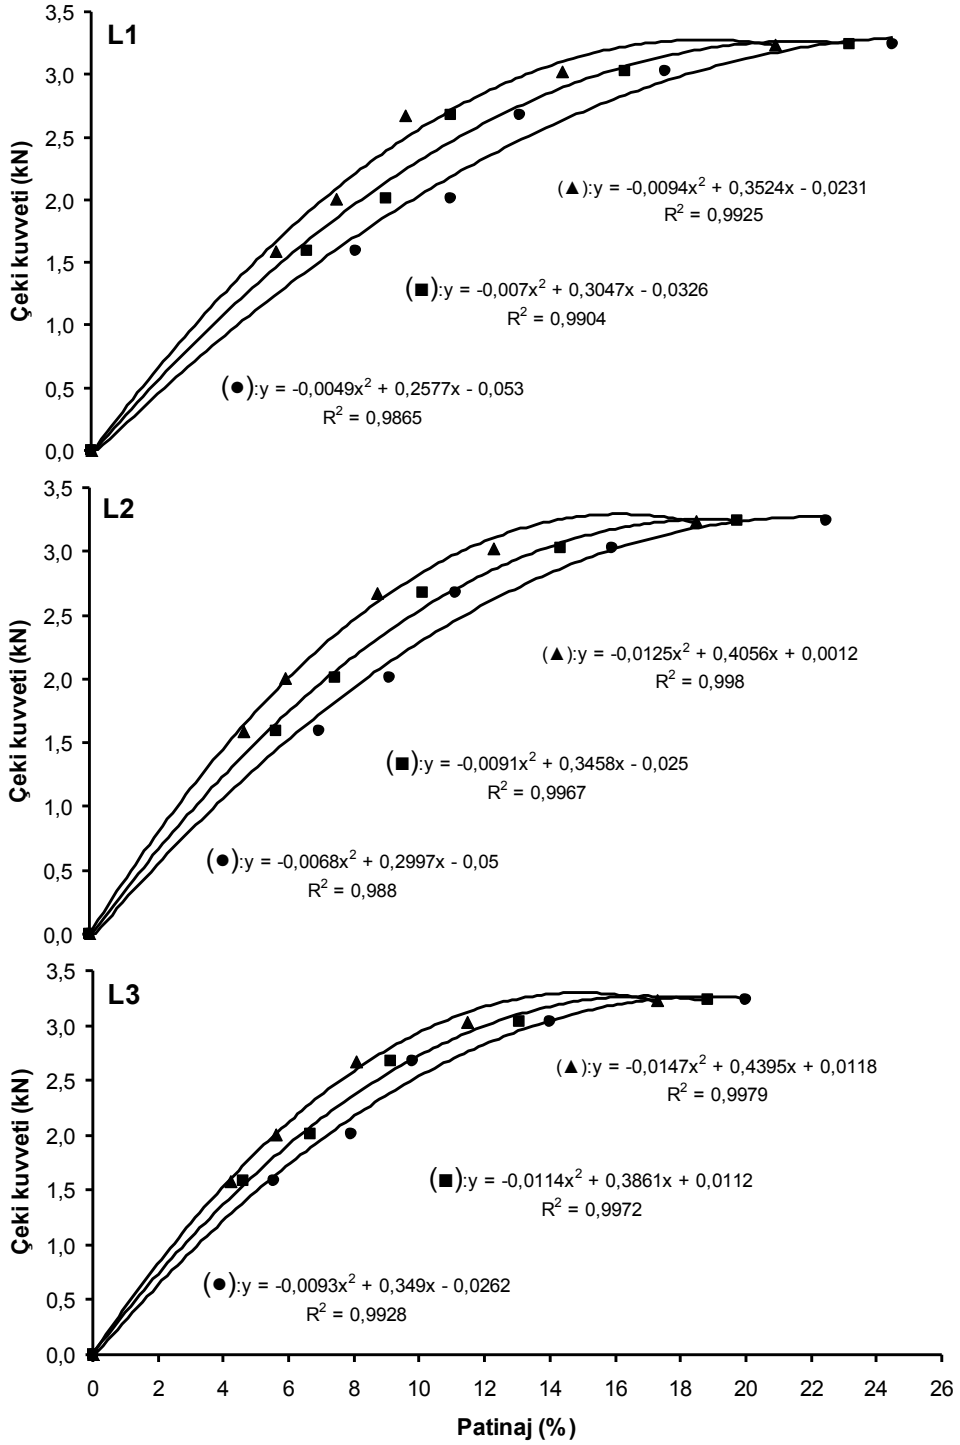 L1
3,5
3,0
2,5
2,0
1,5
1,0
0,5
0,0
Çeki kuvveti (kN)
(▲):y = -0,0094x² + 0,3524x - 0,0231
R² = 0,9925
(■):y = -0,007x² + 0,3047x - 0,0326
R² = 0,9904
(●):y = -0,0049x² + 0,2577x - 0,053
R² = 0,9865
L2
3,5
3,0
2,5
2,0
1,5
1,0
0,5
0,0
Çeki kuvveti (kN)
(▲):y = -0,0125x² + 0,4056x + 0,0012
R² = 0,998
(■):y = -0,0091x² + 0,3458x - 0,025
R² = 0,9967
(●):y = -0,0068x² + 0,2997x - 0,05
R² = 0,988
L3
3,5
3,0
2,5
2,0
1,5
1,0
0,5
0,0
Çeki kuvveti (kN)
(▲):y = -0,0147x² + 0,4395x + 0,0118
R² = 0,9979
(■):y = -0,0114x² + 0,3861x + 0,0112
R² = 0,9972
(●):y = -0,0093x² + 0,349x - 0,0262
R² = 0,9928
0 2 4 6 8 10 12 14 16 18 20 22 24 26
Patinaj (%)